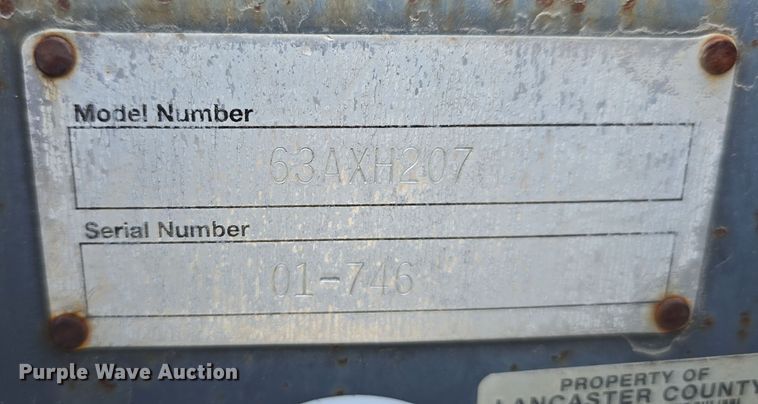 Model Number
63AXH207
Serial Number
01-746
Purple Wave Auction
PROPERTY OF
LANCASTER COUNTY